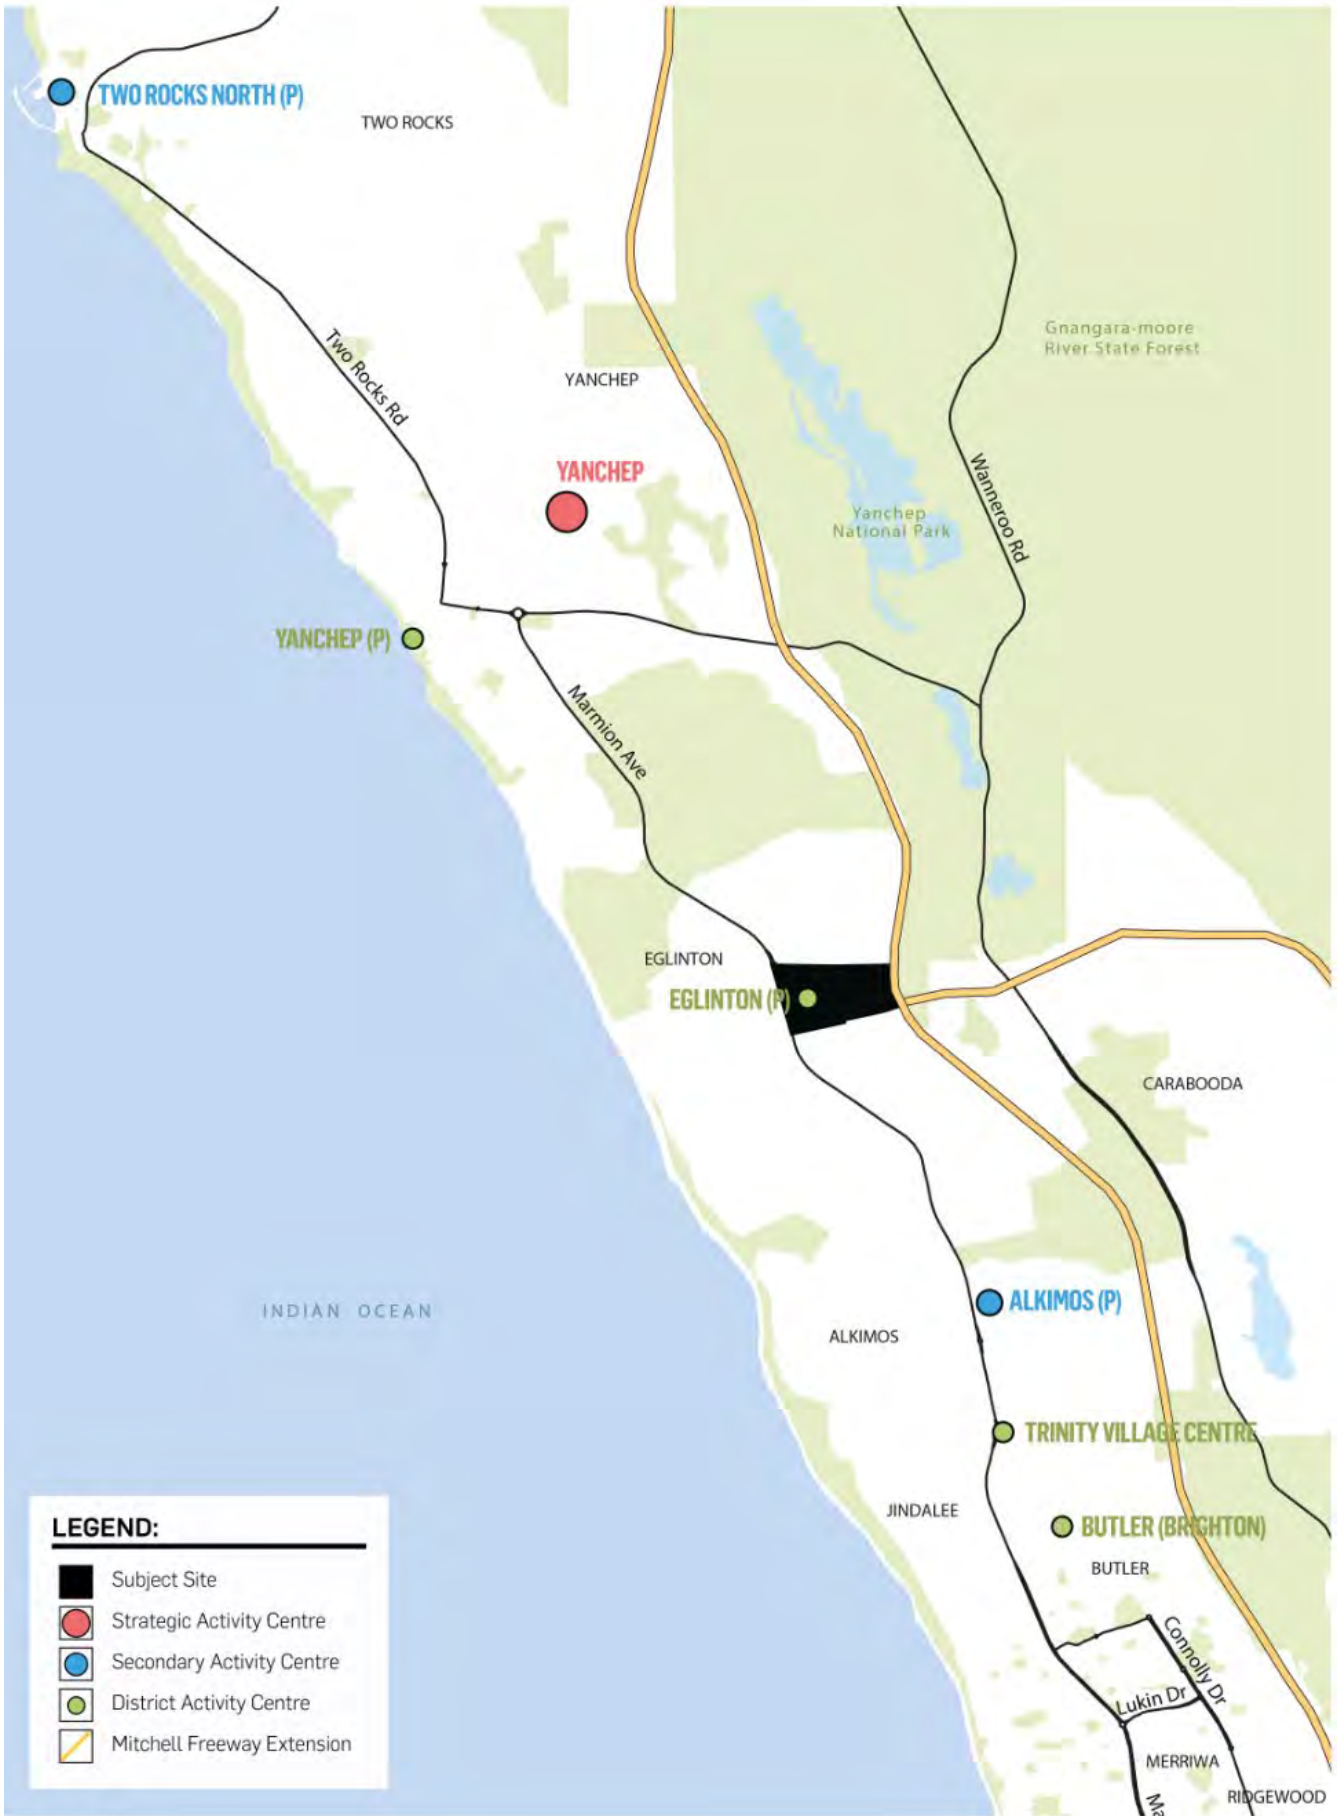 TWO ROCKS NORTH (P)
TWO ROCKS
Gnangara-moore
River State Forest
Two Rocks Rd
YANCHEP
YANCHEP
Wanneroo Rd
Yanchep
National Park
YANCHEP (P)
Marmion Ave
EGLINTON
EGLINTON (P)
CARABOODA
INDIAN OCEAN
ALKIMOS (P)
ALKIMOS
TRINITY VILLAGE CENTRE
JINDALEE
BUTLER (BRIGHTON)
BUTLER
Connolly Dr
Lukin Dr
MERRIWA
Ma
RIDGEWOOD
LEGEND:
Subject Site
Strategic Activity Centre
Secondary Activity Centre
District Activity Centre
Mitchell Freeway Extension